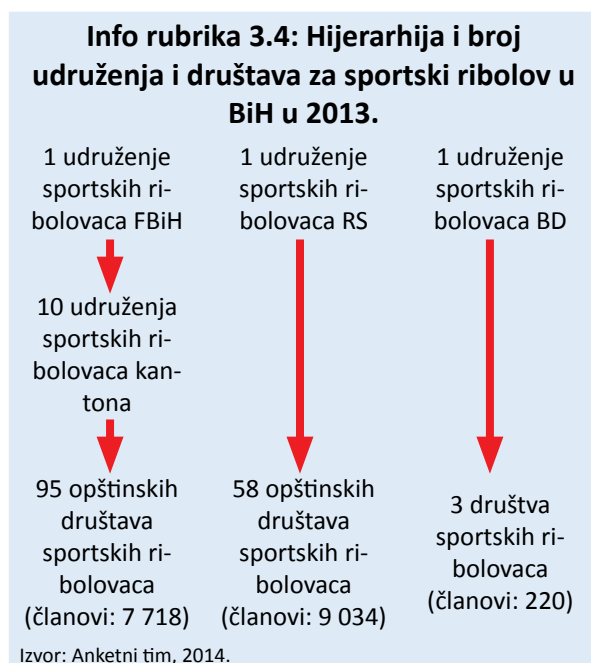 Info rubrika 3.4: Hijerarhija i broj
udruženja i društava za sportski ribolov u
BiH u 2013.
1 udruženje
sportskih ri-
bolovaca FBiH
10 udruženja
sportskih ri-
bolovaca kan-
tona
95 opštinskih
društava
sportskih ri-
bolovaca
(članovi: 7 718)
1 udruženje
sportskih ri-
bolovaca RS
58 opštinskih
društava
sportskih ri-
bolovaca
(članovi: 9 034)
1 udruženje
sportskih ri-
bolovaca BD
3 društva
sportskih ri-
bolovaca
(članovi: 220)
Izvor: Anketni tim, 2014.